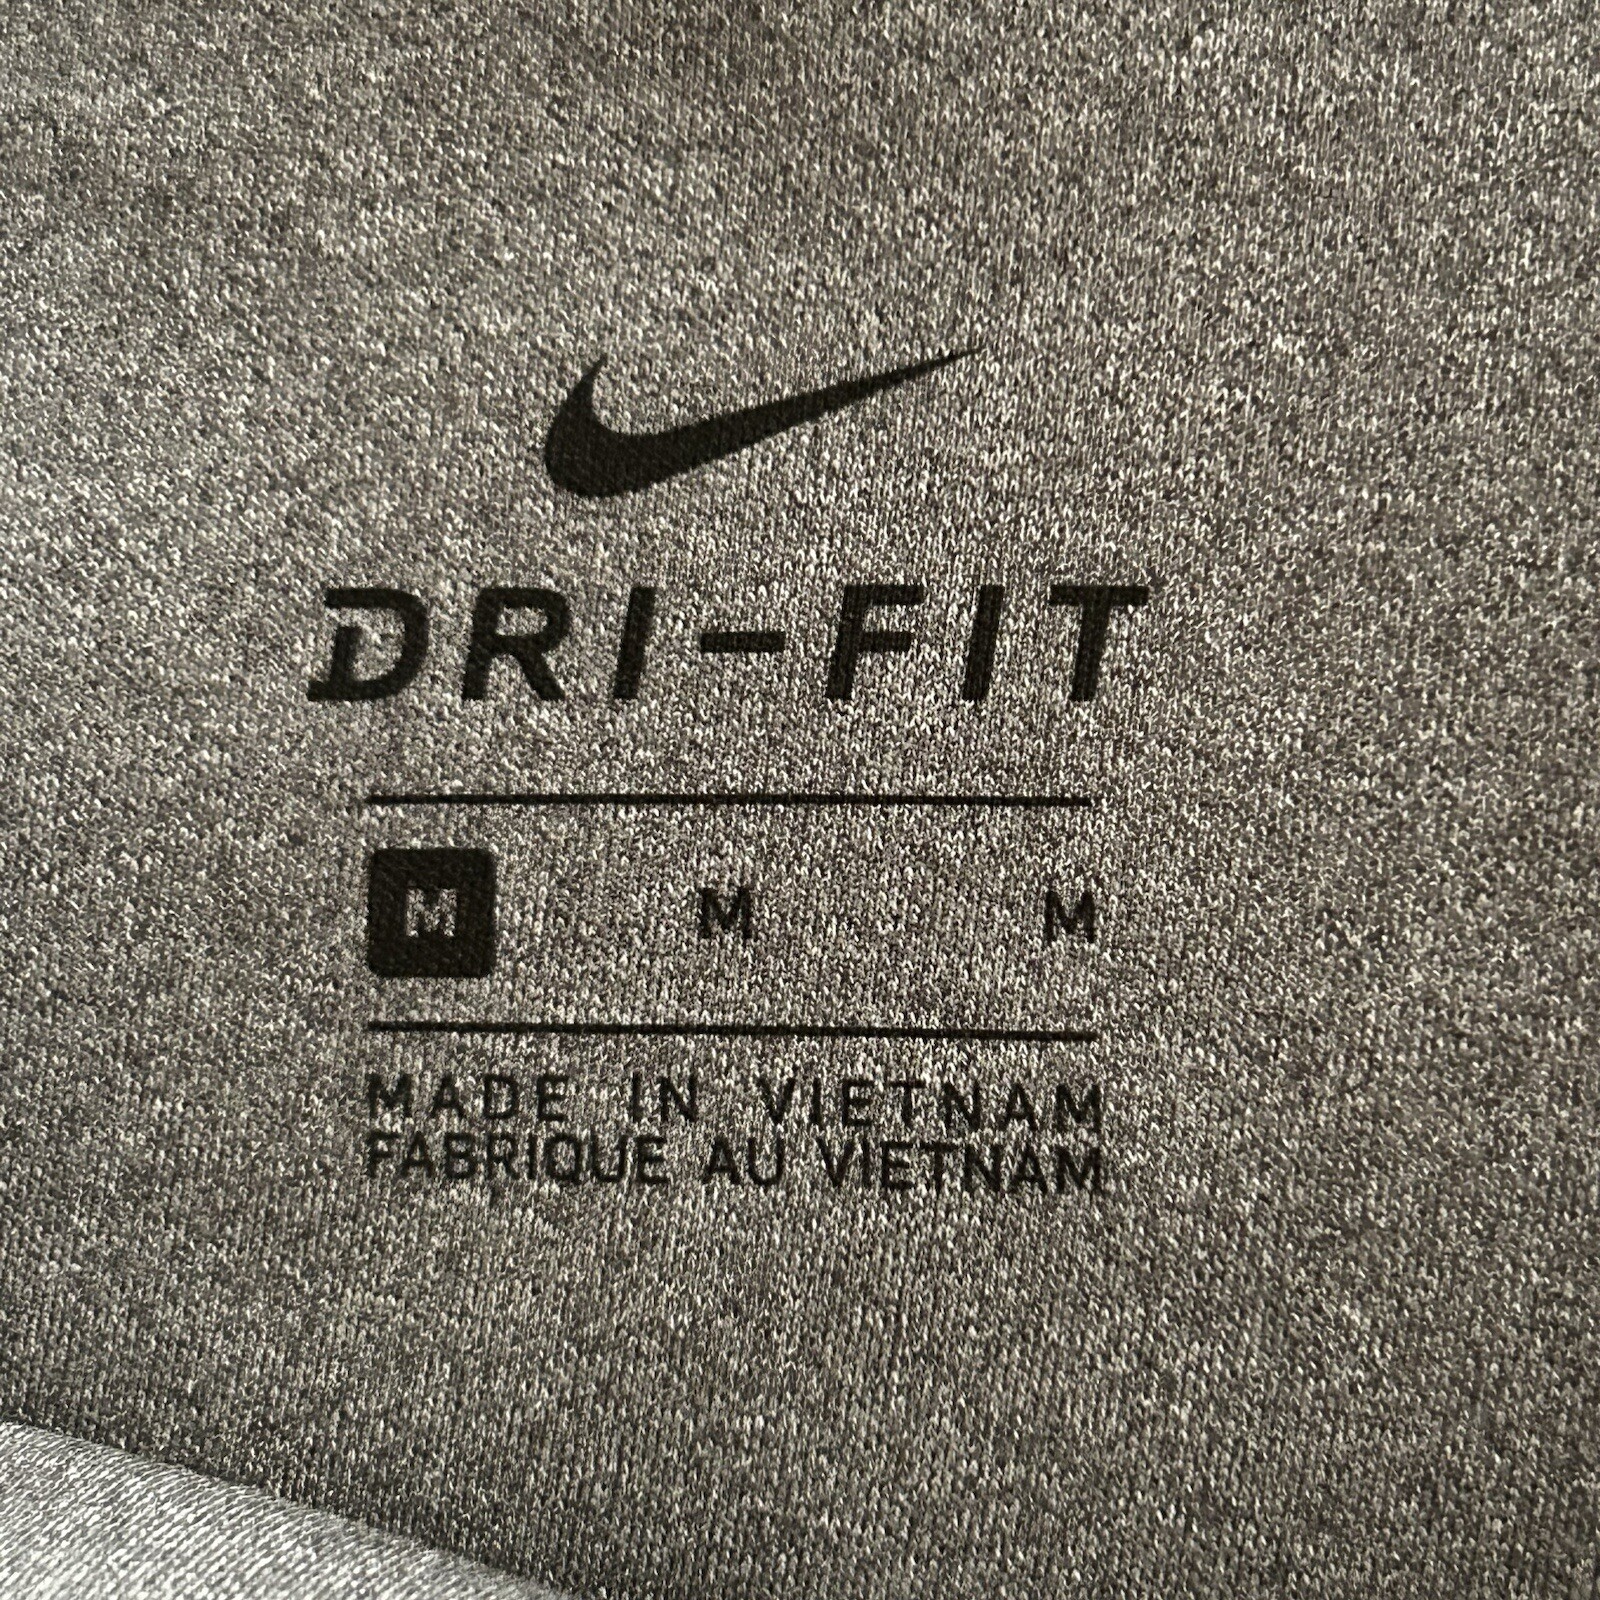 DRI-FIT
M M M
MADE IN VIETNAM
FABRIQUE AU VIETNAM